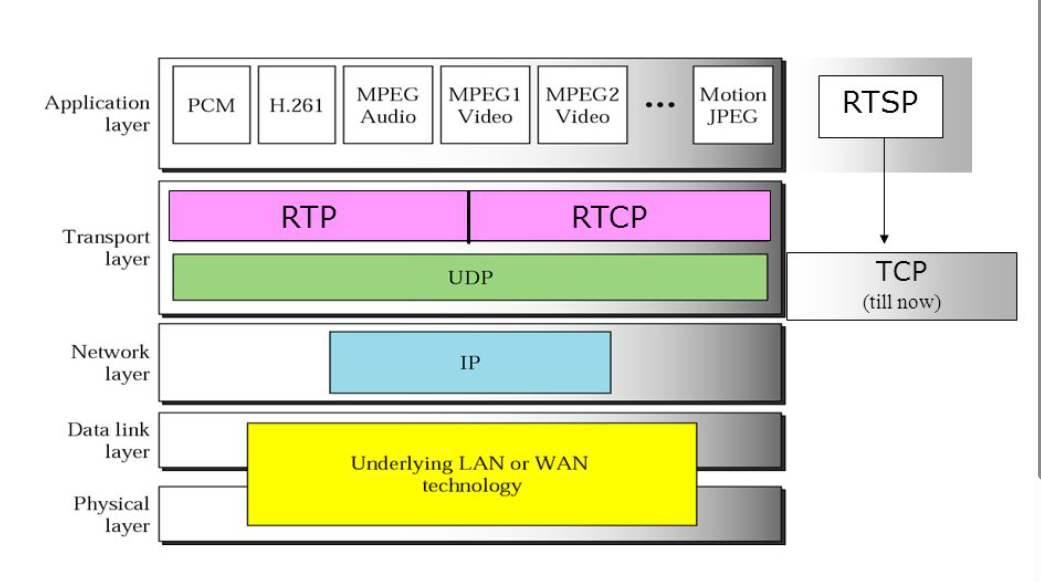 Application
layer
PCM
H.261
MPEG
Audio
MPEG1
Video
MPEG2
Video
...
Motion
JPEG
RTSP
Transport
layer
RTP
RTCP
UDP
TCP
(till now)
Network
layer
IP
Data link
layer
Underlying LAN or WAN
technology
Physical
layer